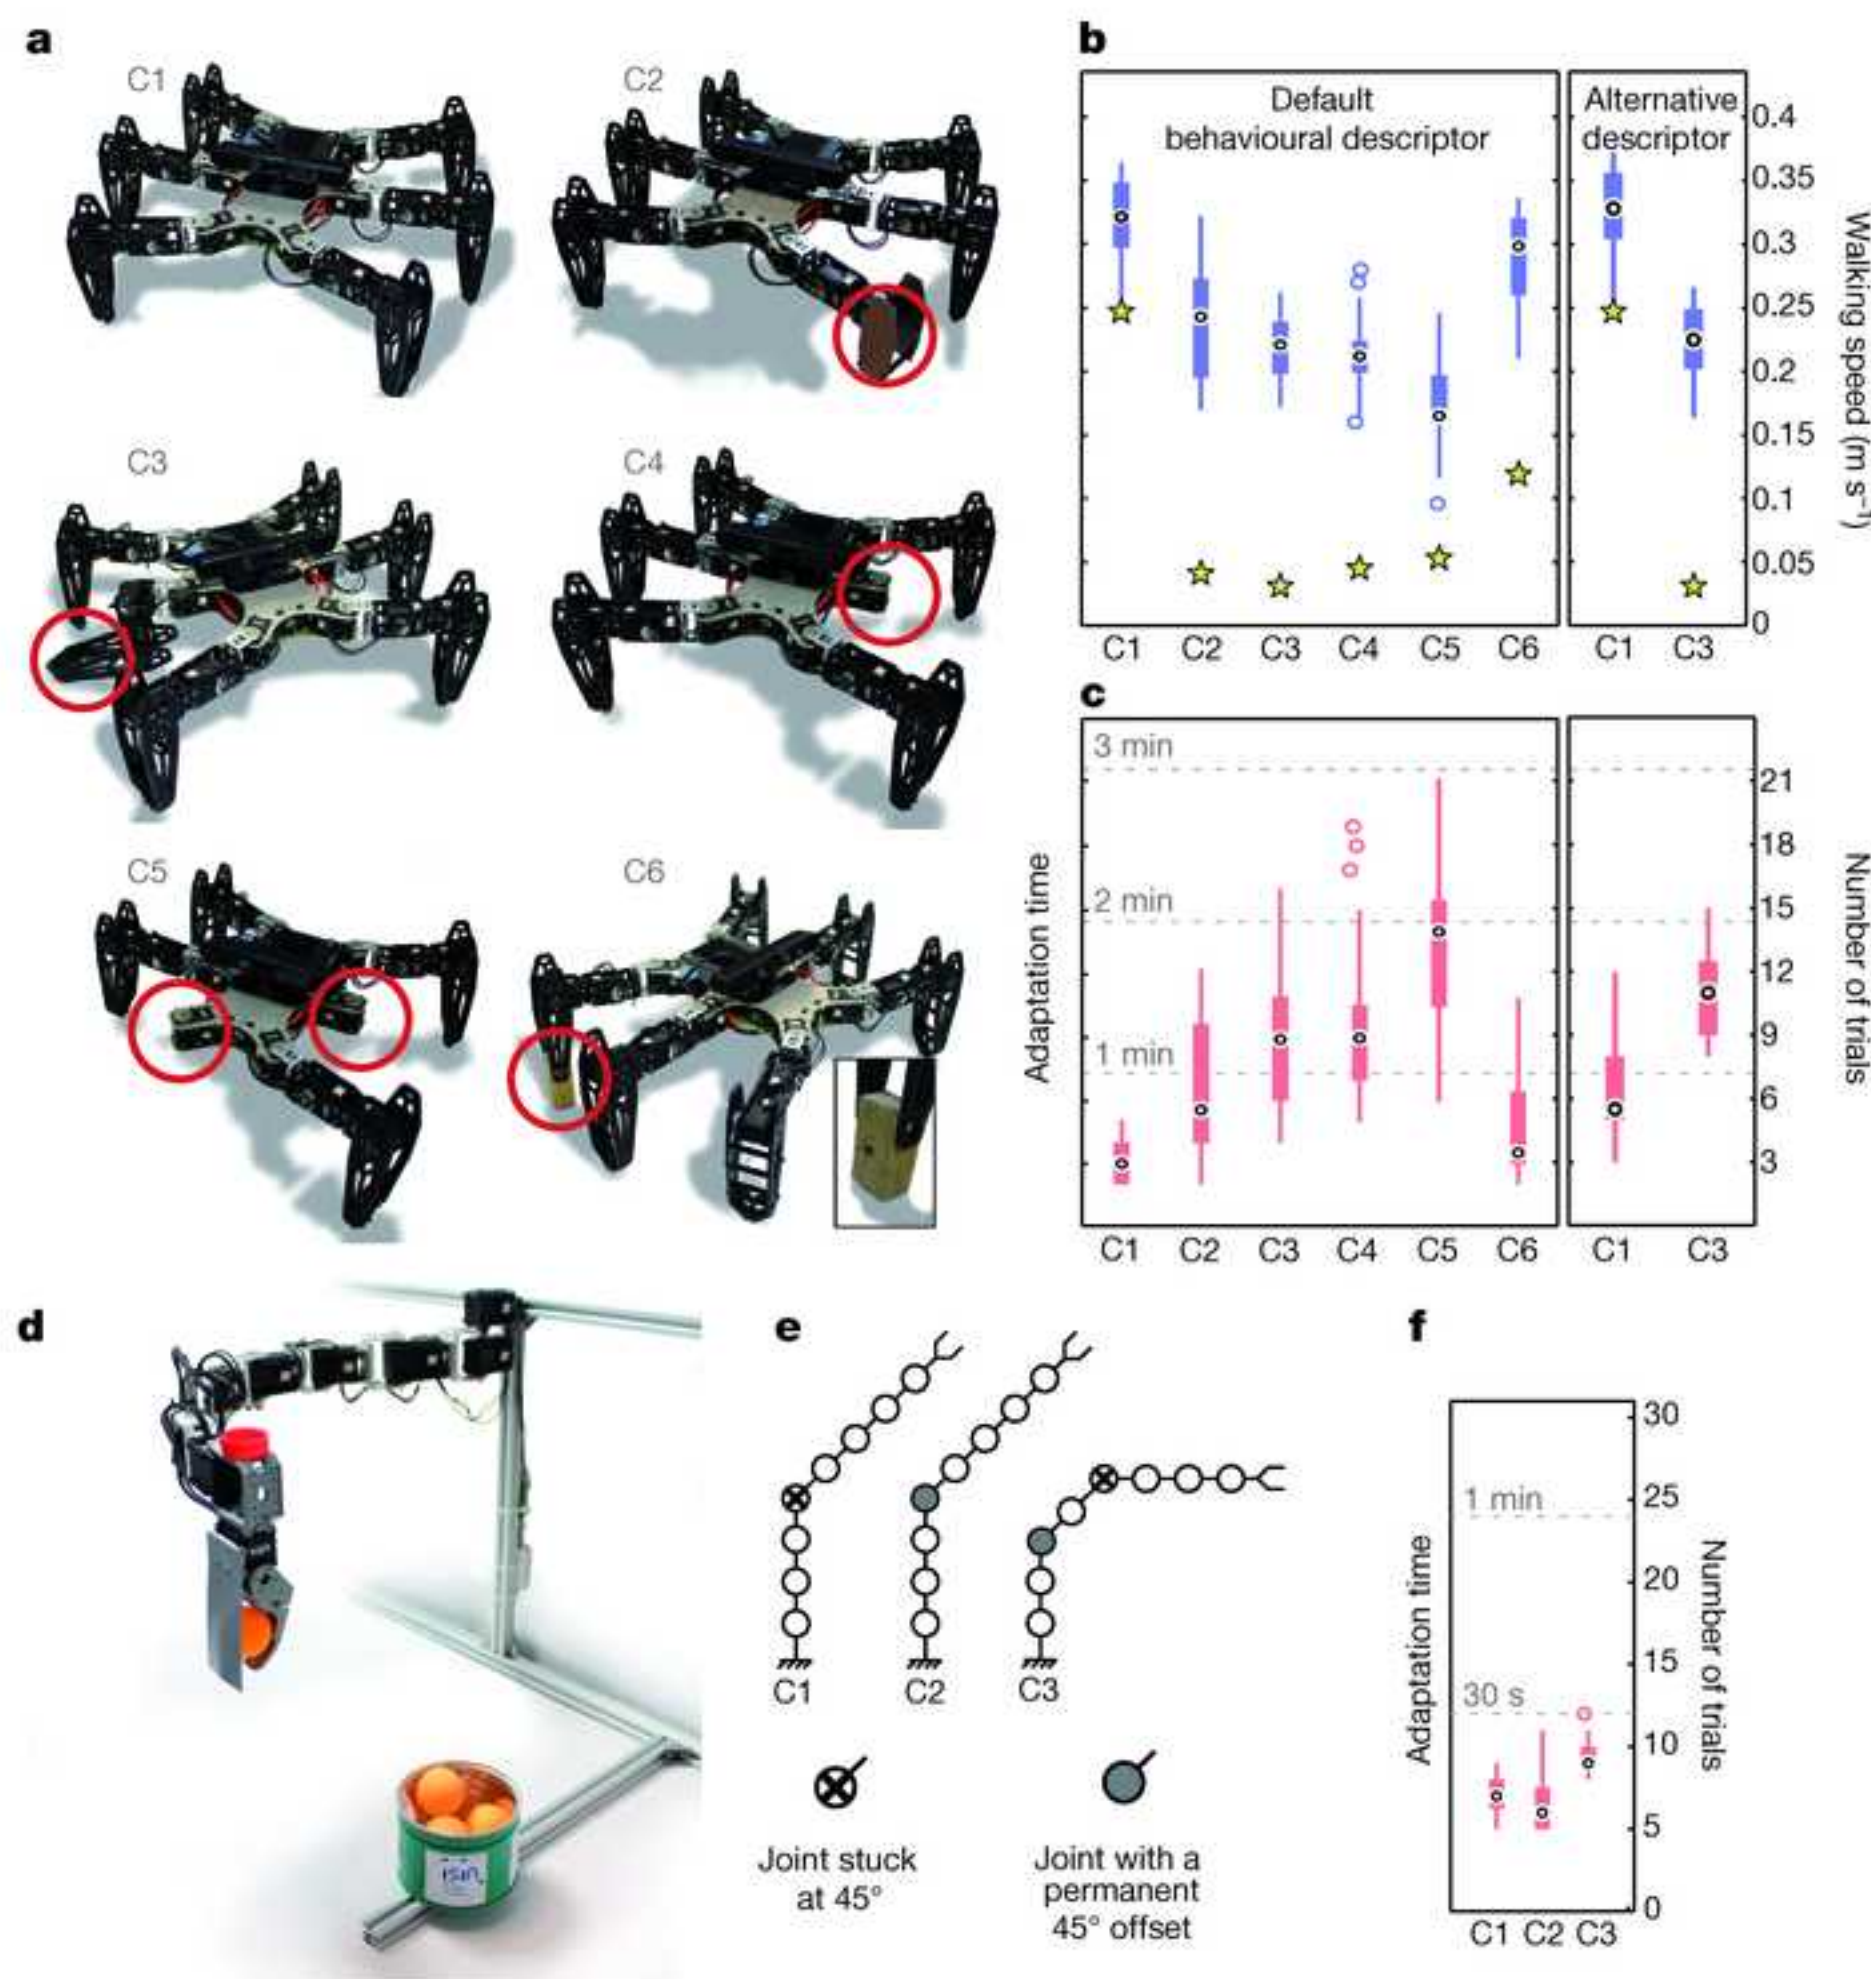 a
C1
C2
C3
C4
C5
C6
b
Default
behavioural descriptor
Alternative
descriptor
0.4
0.35
0.3
0.25
0.2
0.15
0.1
0.05
0
Walking speed (m s⁻¹)
C1 C2 C3 C4 C5 C6 C1 C3
c
3 min
2 min
1 min
Adaptation time
21
18
15
12
9
6
3
Number of trials
C1 C2 C3 C4 C5 C6 C1 C3
d
e
C1 C2 C3
Joint stuck
at 45°
Joint with a
permanent
45° offset
f
1 min
30 s
Adaptation time
30
25
20
15
10
5
0
Number of trials
C1 C2 C3